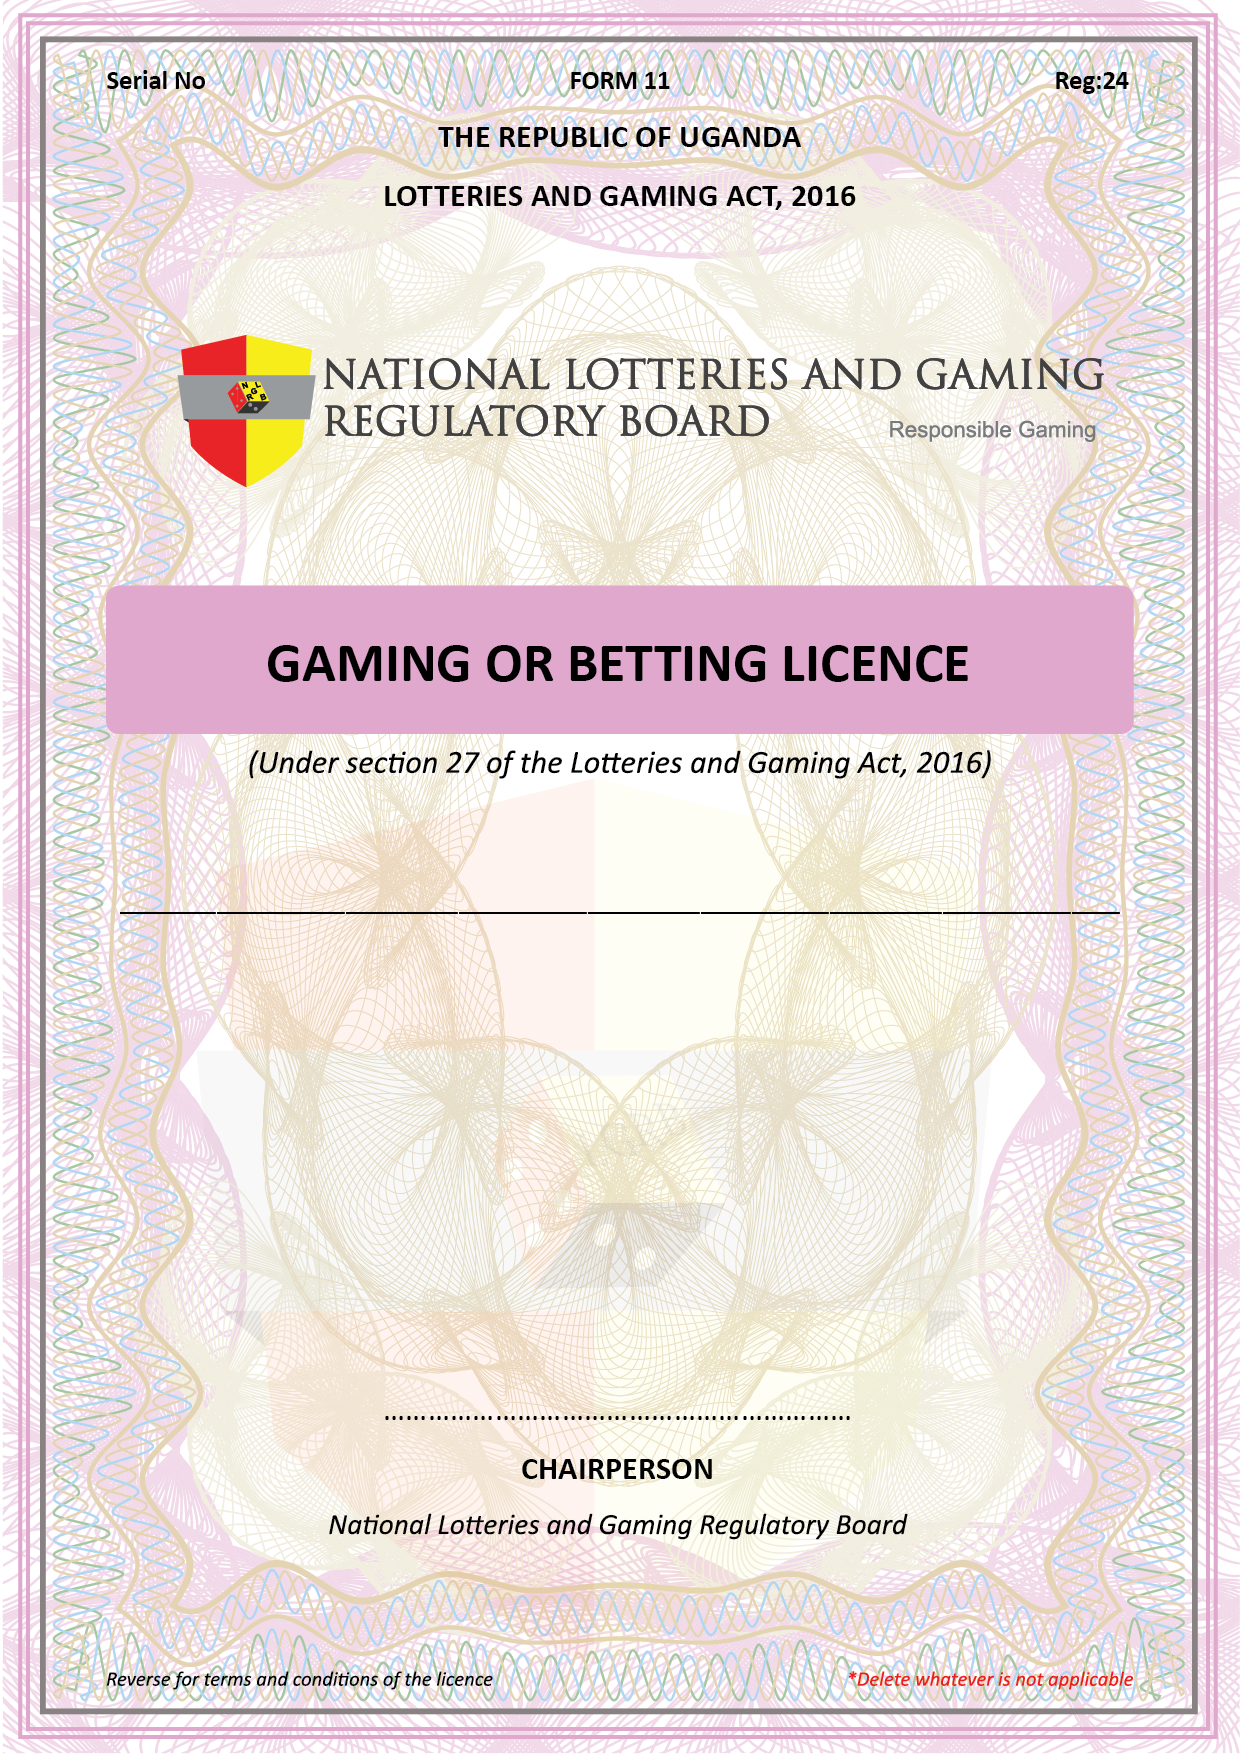 Serial No FORM 11 Reg:24
THE REPUBLIC OF UGANDA
LOTTERIES AND GAMING ACT, 2016
N L G R B
NATIONAL LOTTERIES AND GAMING
REGULATORY BOARD
Responsible Gaming
GAMING OR BETTING LICENCE
(Under section 27 of the Lotteries and Gaming Act, 2016)
CHAIRPERSON
National Lotteries and Gaming Regulatory Board
Reverse for terms and conditions of the licence *Delete whatever is not applicable